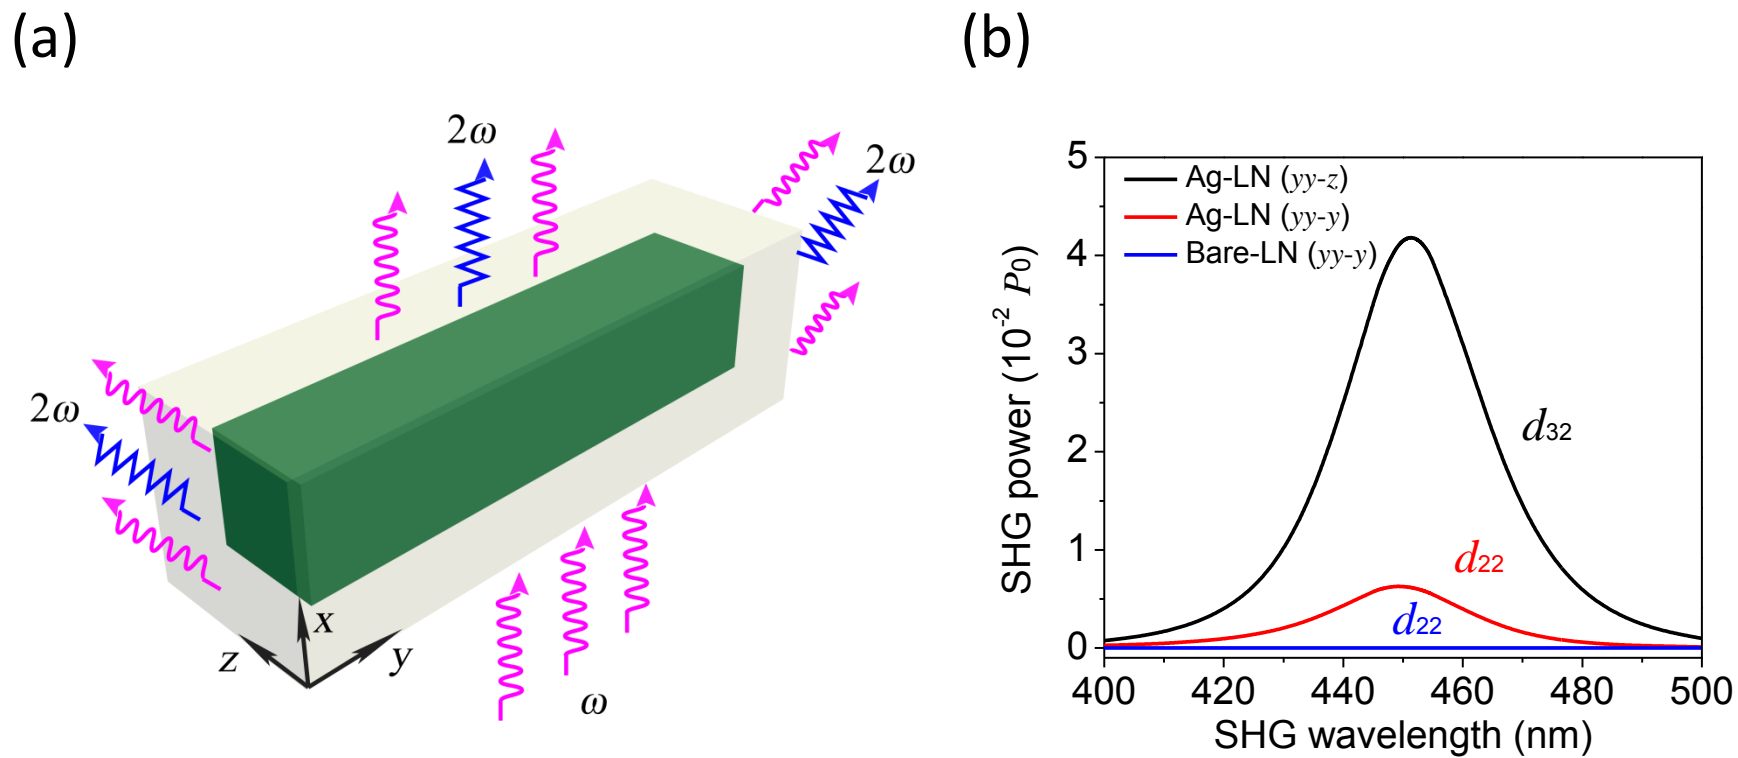 (a)
2ω
2ω
2ω
x
z
y
ω
(b)
SHG power (10⁻² P0)
5
4
3
2
1
0
Ag-LN (yy-z)
Ag-LN (yy-y)
Bare-LN (yy-y)
d32
d22
d22
400 420 440 460 480 500
SHG wavelength (nm)